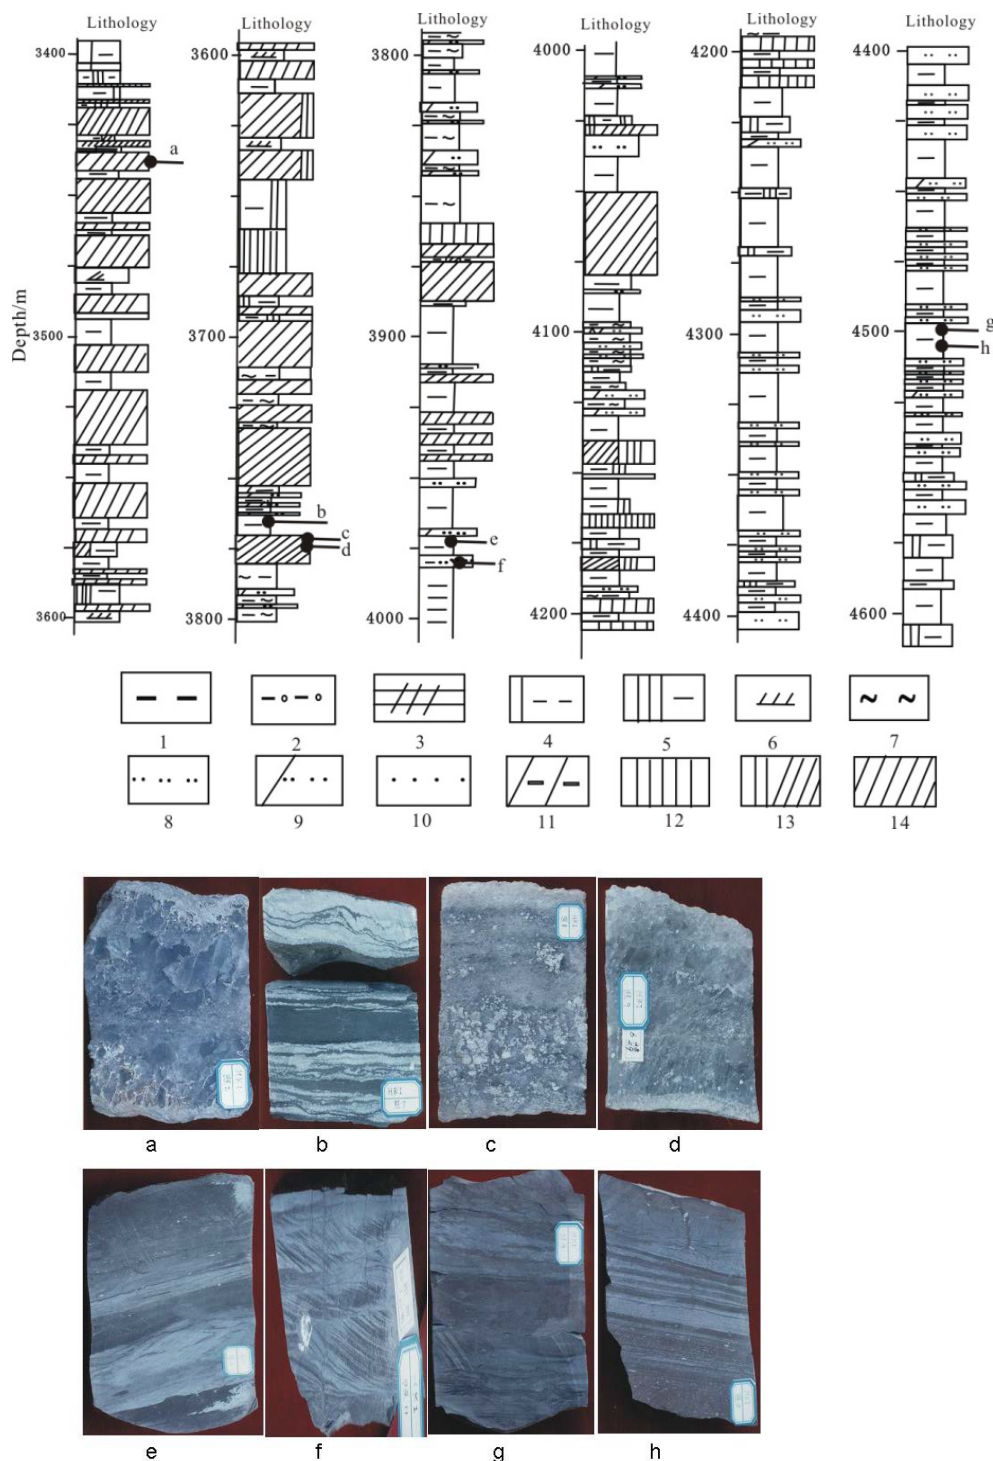 Lithology Lithology Lithology Lithology Lithology Lithology
3400 3600 3800 4000 4200 4400
a
Depth/m
3500 3700 3900 4100 4300 4500
g
h
b
c
d
e
f
3600 3800 4000 4200 4400 4600
1 2 3 4 5 6 7
8 9 10 11 12 13 14
HB1
a b c d
e f g h